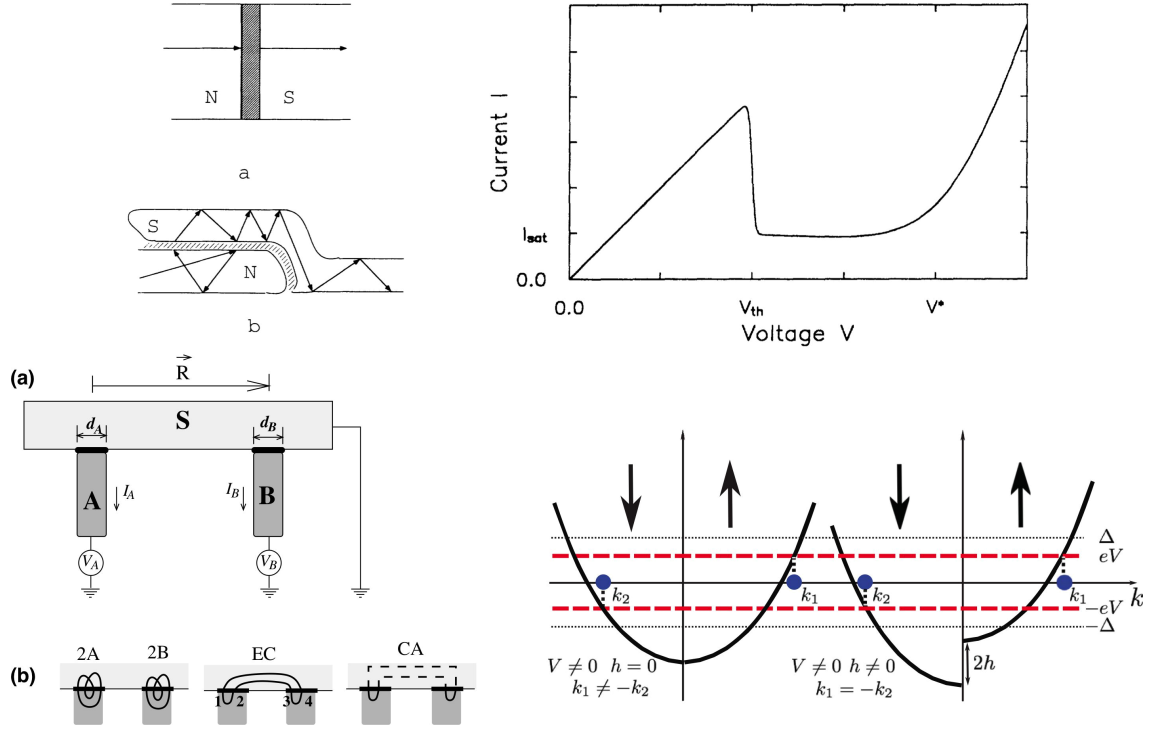 N S
a
S
N
b
Current I
I_sat
0.0
0.0 V_th V*
Voltage V
(a)
R
d_A S d_B
A I_A I_B B
V_A V_B
(b)
2A 2B EC CA
1 2 3 4
Δ
eV
k_2 k_1 k_2 k_1 k
−eV
−Δ
V ≠ 0 h = 0
k_1 ≠ −k_2
V ≠ 0 h ≠ 0
k_1 = −k_2
2h